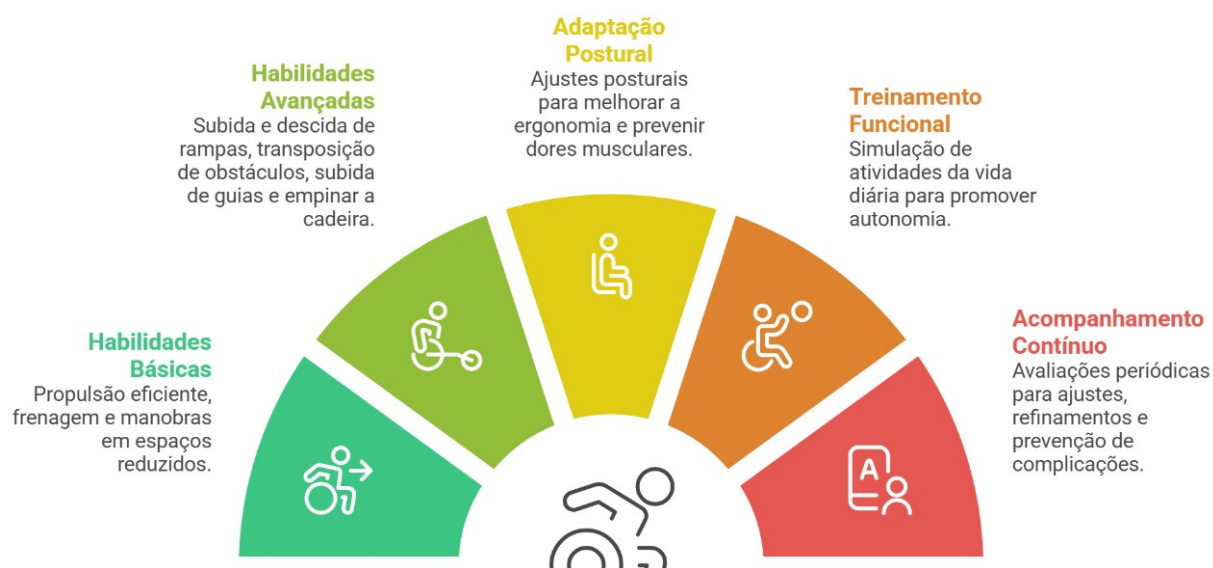 Habilidades
Básicas
Propulsão eficiente,
frenagem e manobras
em espaços
reduzidos.
Habilidades
Avançadas
Subida e descida de
rampas, transposição
de obstáculos, subida
de guias e empinar a
cadeira.
Adaptação
Postural
Ajustes posturais
para melhorar a
ergonomia e prevenir
dores musculares.
Treinamento
Funcional
Simulação de
atividades da vida
diária para promover
autonomia.
Acompanhamento
Contínuo
Avaliações periódicas
para ajustes,
refinamentos e
prevenção de
complicações.
A